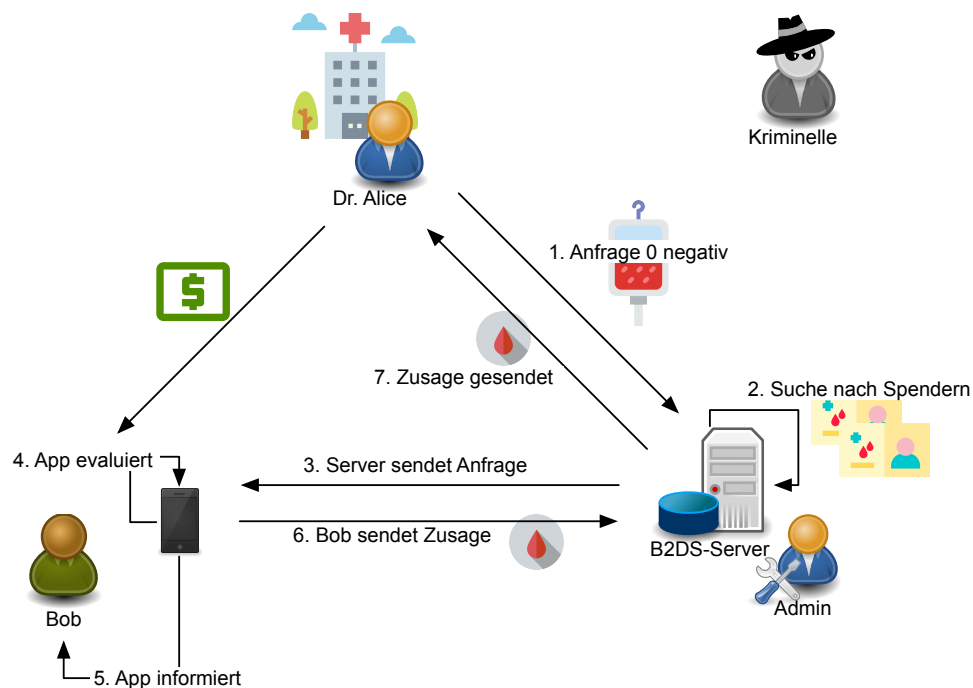 Kriminelle
Dr. Alice
1. Anfrage 0 negativ
$
7. Zusage gesendet
2. Suche nach Spendern
4. App evaluiert
3. Server sendet Anfrage
6. Bob sendet Zusage
B2DS-Server
Admin
Bob
5. App informiert